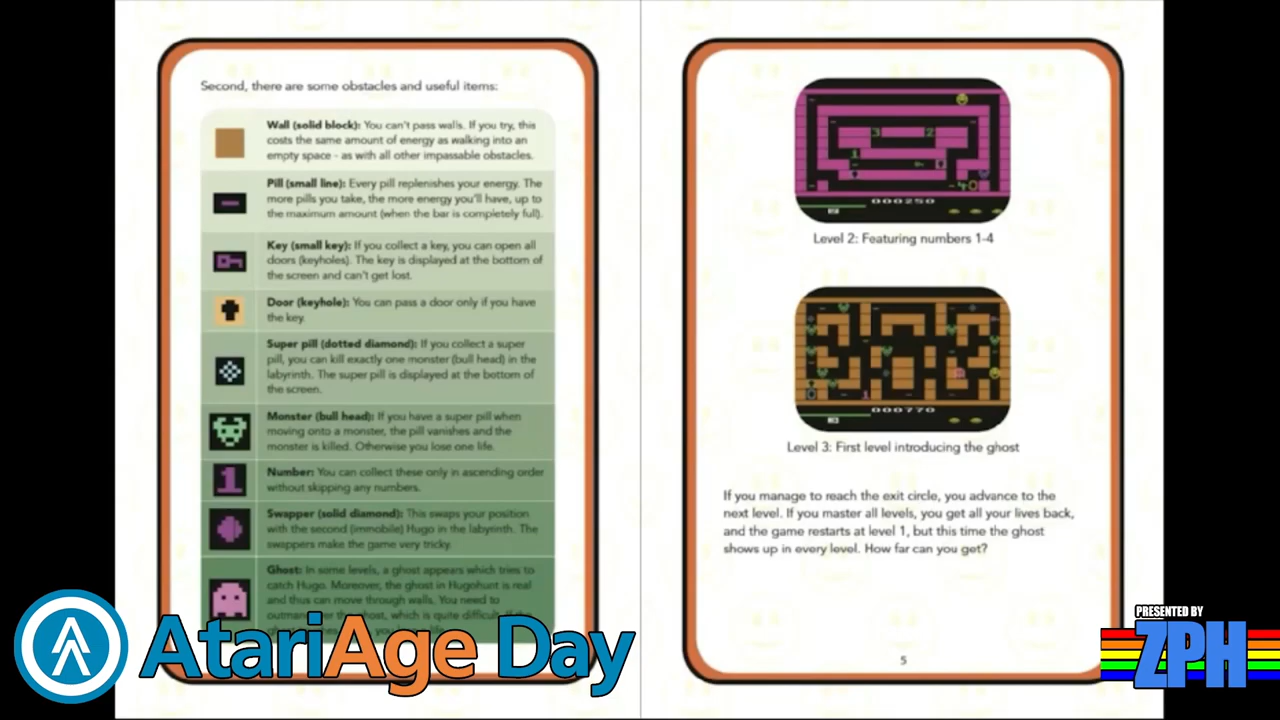 Second, there are some obstacles and useful items:
Wall (solid block): You can't pass walls. If you try, this
costs the same amount of energy as walking into an
empty space - as with all other impassable obstacles.
Pill (small line): Every pill replenishes your energy. The
more pills you take, the more energy you'll have, up to
the maximum amount (when the bar is completely full).
Key (small key): If you collect a key, you can open all
doors (keyholes). The key is displayed at the bottom of
the screen and can't get lost.
Door (keyhole): You can pass a door only if you have
the key.
Super pill (dotted diamond): If you collect a super
pill, you can kill exactly one monster (bull head) in the
labyrinth. The super pill is displayed at the bottom of
the screen.
Monster (bull head): If you have a super pill when
moving onto a monster, the pill vanishes and the
monster is killed. Otherwise you lose one life.
1
Number: You can collect these only in ascending order
without skipping any numbers.
Swapper (solid diamond): This swaps your position
with the second (immobile) Hugo in the labyrinth. The
swappers make the game very tricky.
Ghost: In some levels, a ghost appears which tries to
catch Hugo. Moreover, the ghost in Hugohunt is real
and thus can move through walls. You need to
which is quite difficult.
3 2
1
4
000250
Level 2: Featuring numbers 1-4
1
000770
Level 3: First level introducing the ghost
If you manage to reach the exit circle, you advance to the
next level. If you master all levels, you get all your lives back,
and the game restarts at level 1, but this time the ghost
shows up in every level. How far can you get?
5
AtariAge Day
PRESENTED BY
ZPH